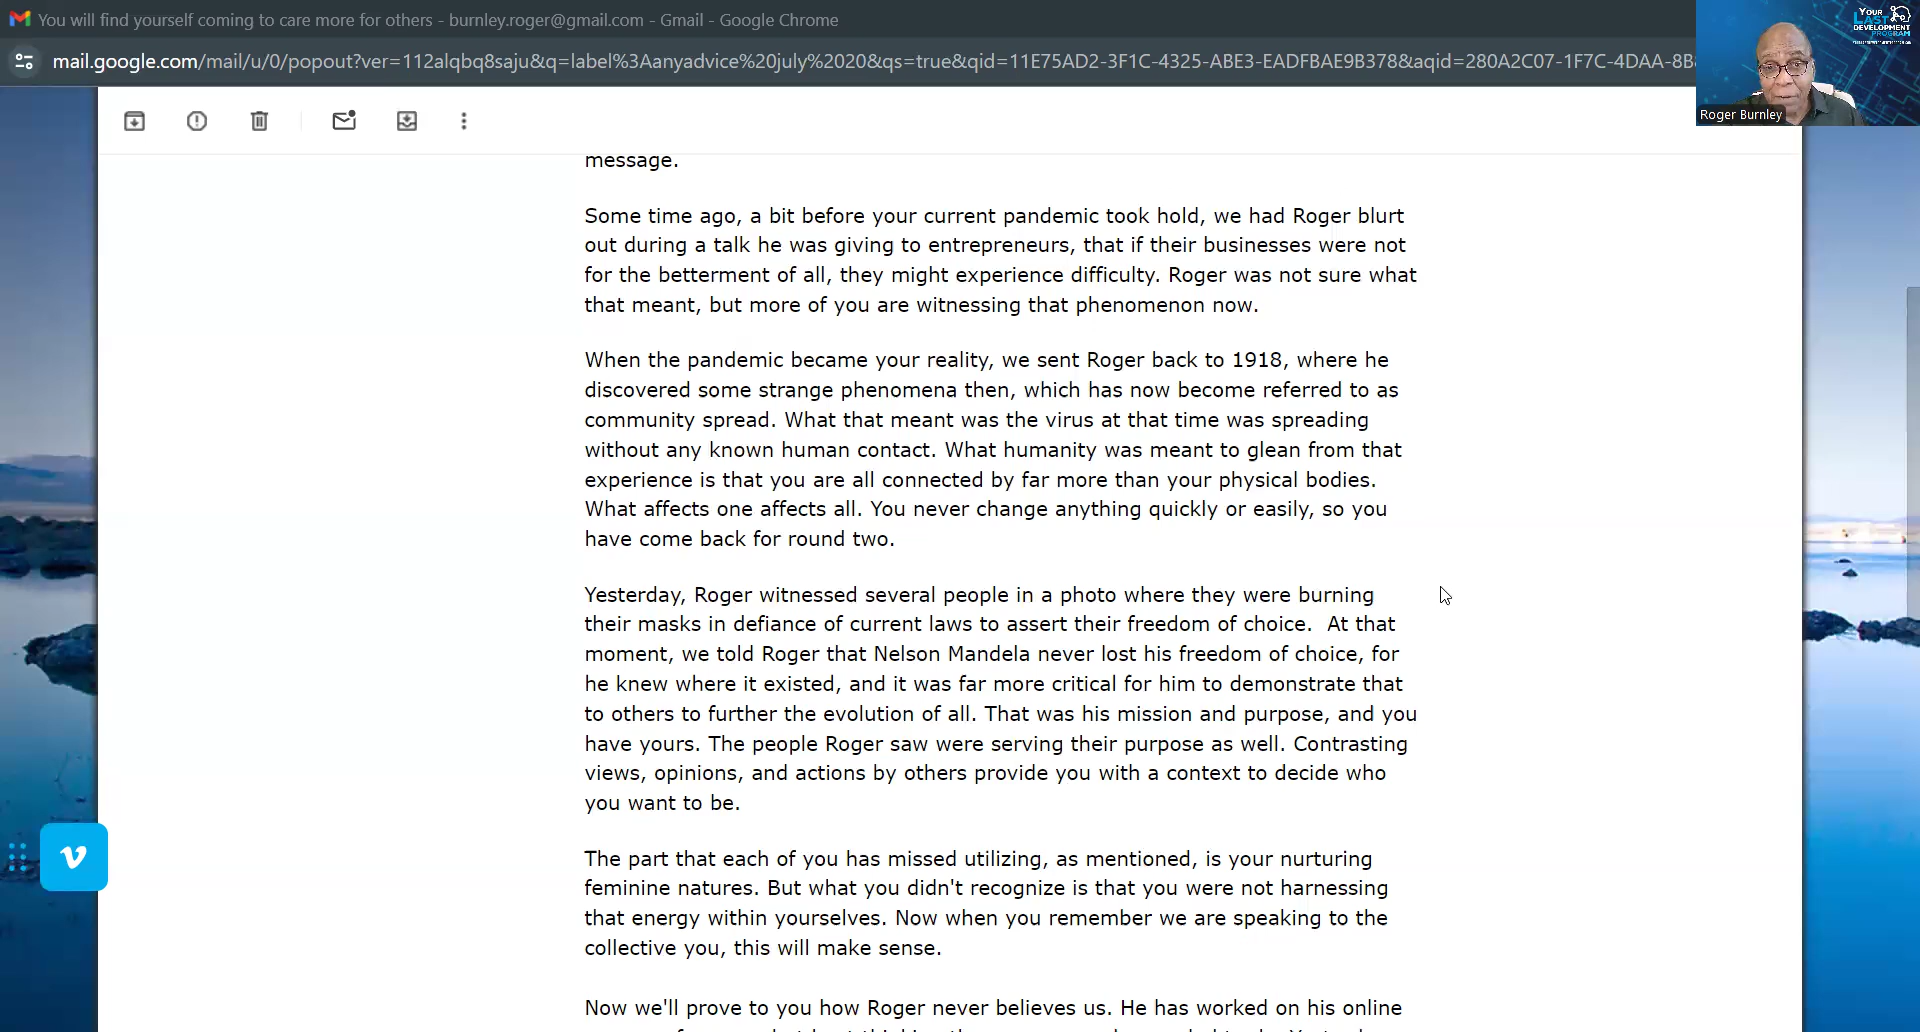 You will find yourself coming to care more for others - burnley.roger@gmail.com - Gmail - Google Chrome
mail.google.com/mail/u/0/popout?ver=112alqbq8saju&q=label%3Aanyadvice%20july%2020&qs=true&qid=11E75AD2-3F1C-4325-ABE3-EADFBAE9B378&aqid=280A2C07-1F7C-4DAA-8B
YOUR
LAST
DEVELOPMENT
PROGRAM
Roger Burnley
message.
Some time ago, a bit before your current pandemic took hold, we had Roger blurt
out during a talk he was giving to entrepreneurs, that if their businesses were not
for the betterment of all, they might experience difficulty. Roger was not sure what
that meant, but more of you are witnessing that phenomenon now.
When the pandemic became your reality, we sent Roger back to 1918, where he
discovered some strange phenomena then, which has now become referred to as
community spread. What that meant was the virus at that time was spreading
without any known human contact. What humanity was meant to glean from that
experience is that you are all connected by far more than your physical bodies.
What affects one affects all. You never change anything quickly or easily, so you
have come back for round two.
Yesterday, Roger witnessed several people in a photo where they were burning
their masks in defiance of current laws to assert their freedom of choice.  At that
moment, we told Roger that Nelson Mandela never lost his freedom of choice, for
he knew where it existed, and it was far more critical for him to demonstrate that
to others to further the evolution of all. That was his mission and purpose, and you
have yours. The people Roger saw were serving their purpose as well. Contrasting
views, opinions, and actions by others provide you with a context to decide who
you want to be.
The part that each of you has missed utilizing, as mentioned, is your nurturing
feminine natures. But what you didn't recognize is that you were not harnessing
that energy within yourselves. Now when you remember we are speaking to the
collective you, this will make sense.
Now we'll prove to you how Roger never believes us. He has worked on his online